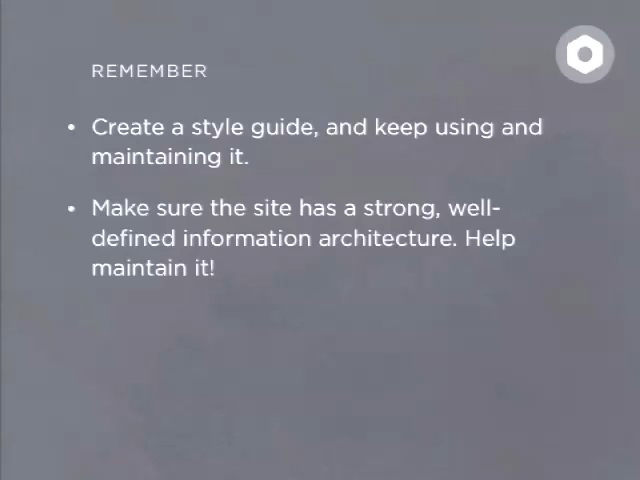 REMEMBER
• Create a style guide, and keep using and
maintaining it.
• Make sure the site has a strong, well-
defined information architecture. Help
maintain it!